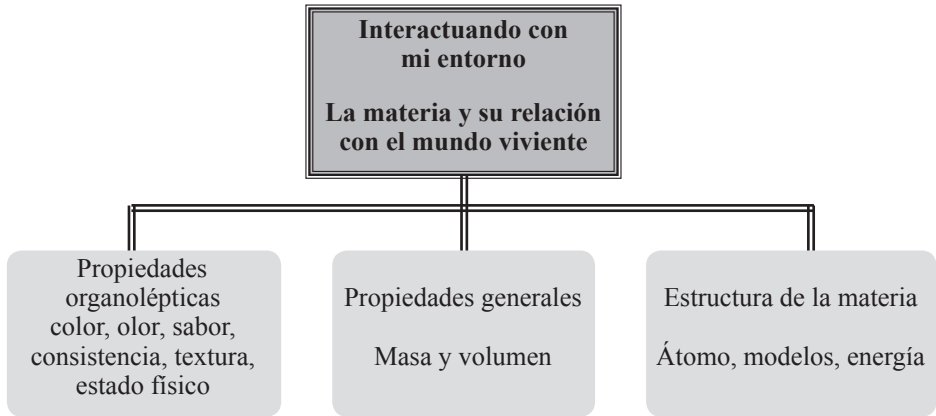 Interactuando con
mi entorno
La materia y su relación
con el mundo viviente
Propiedades
organolépticas
color, olor, sabor,
consistencia, textura,
estado físico
Propiedades generales
Masa y volumen
Estructura de la materia
Átomo, modelos, energía